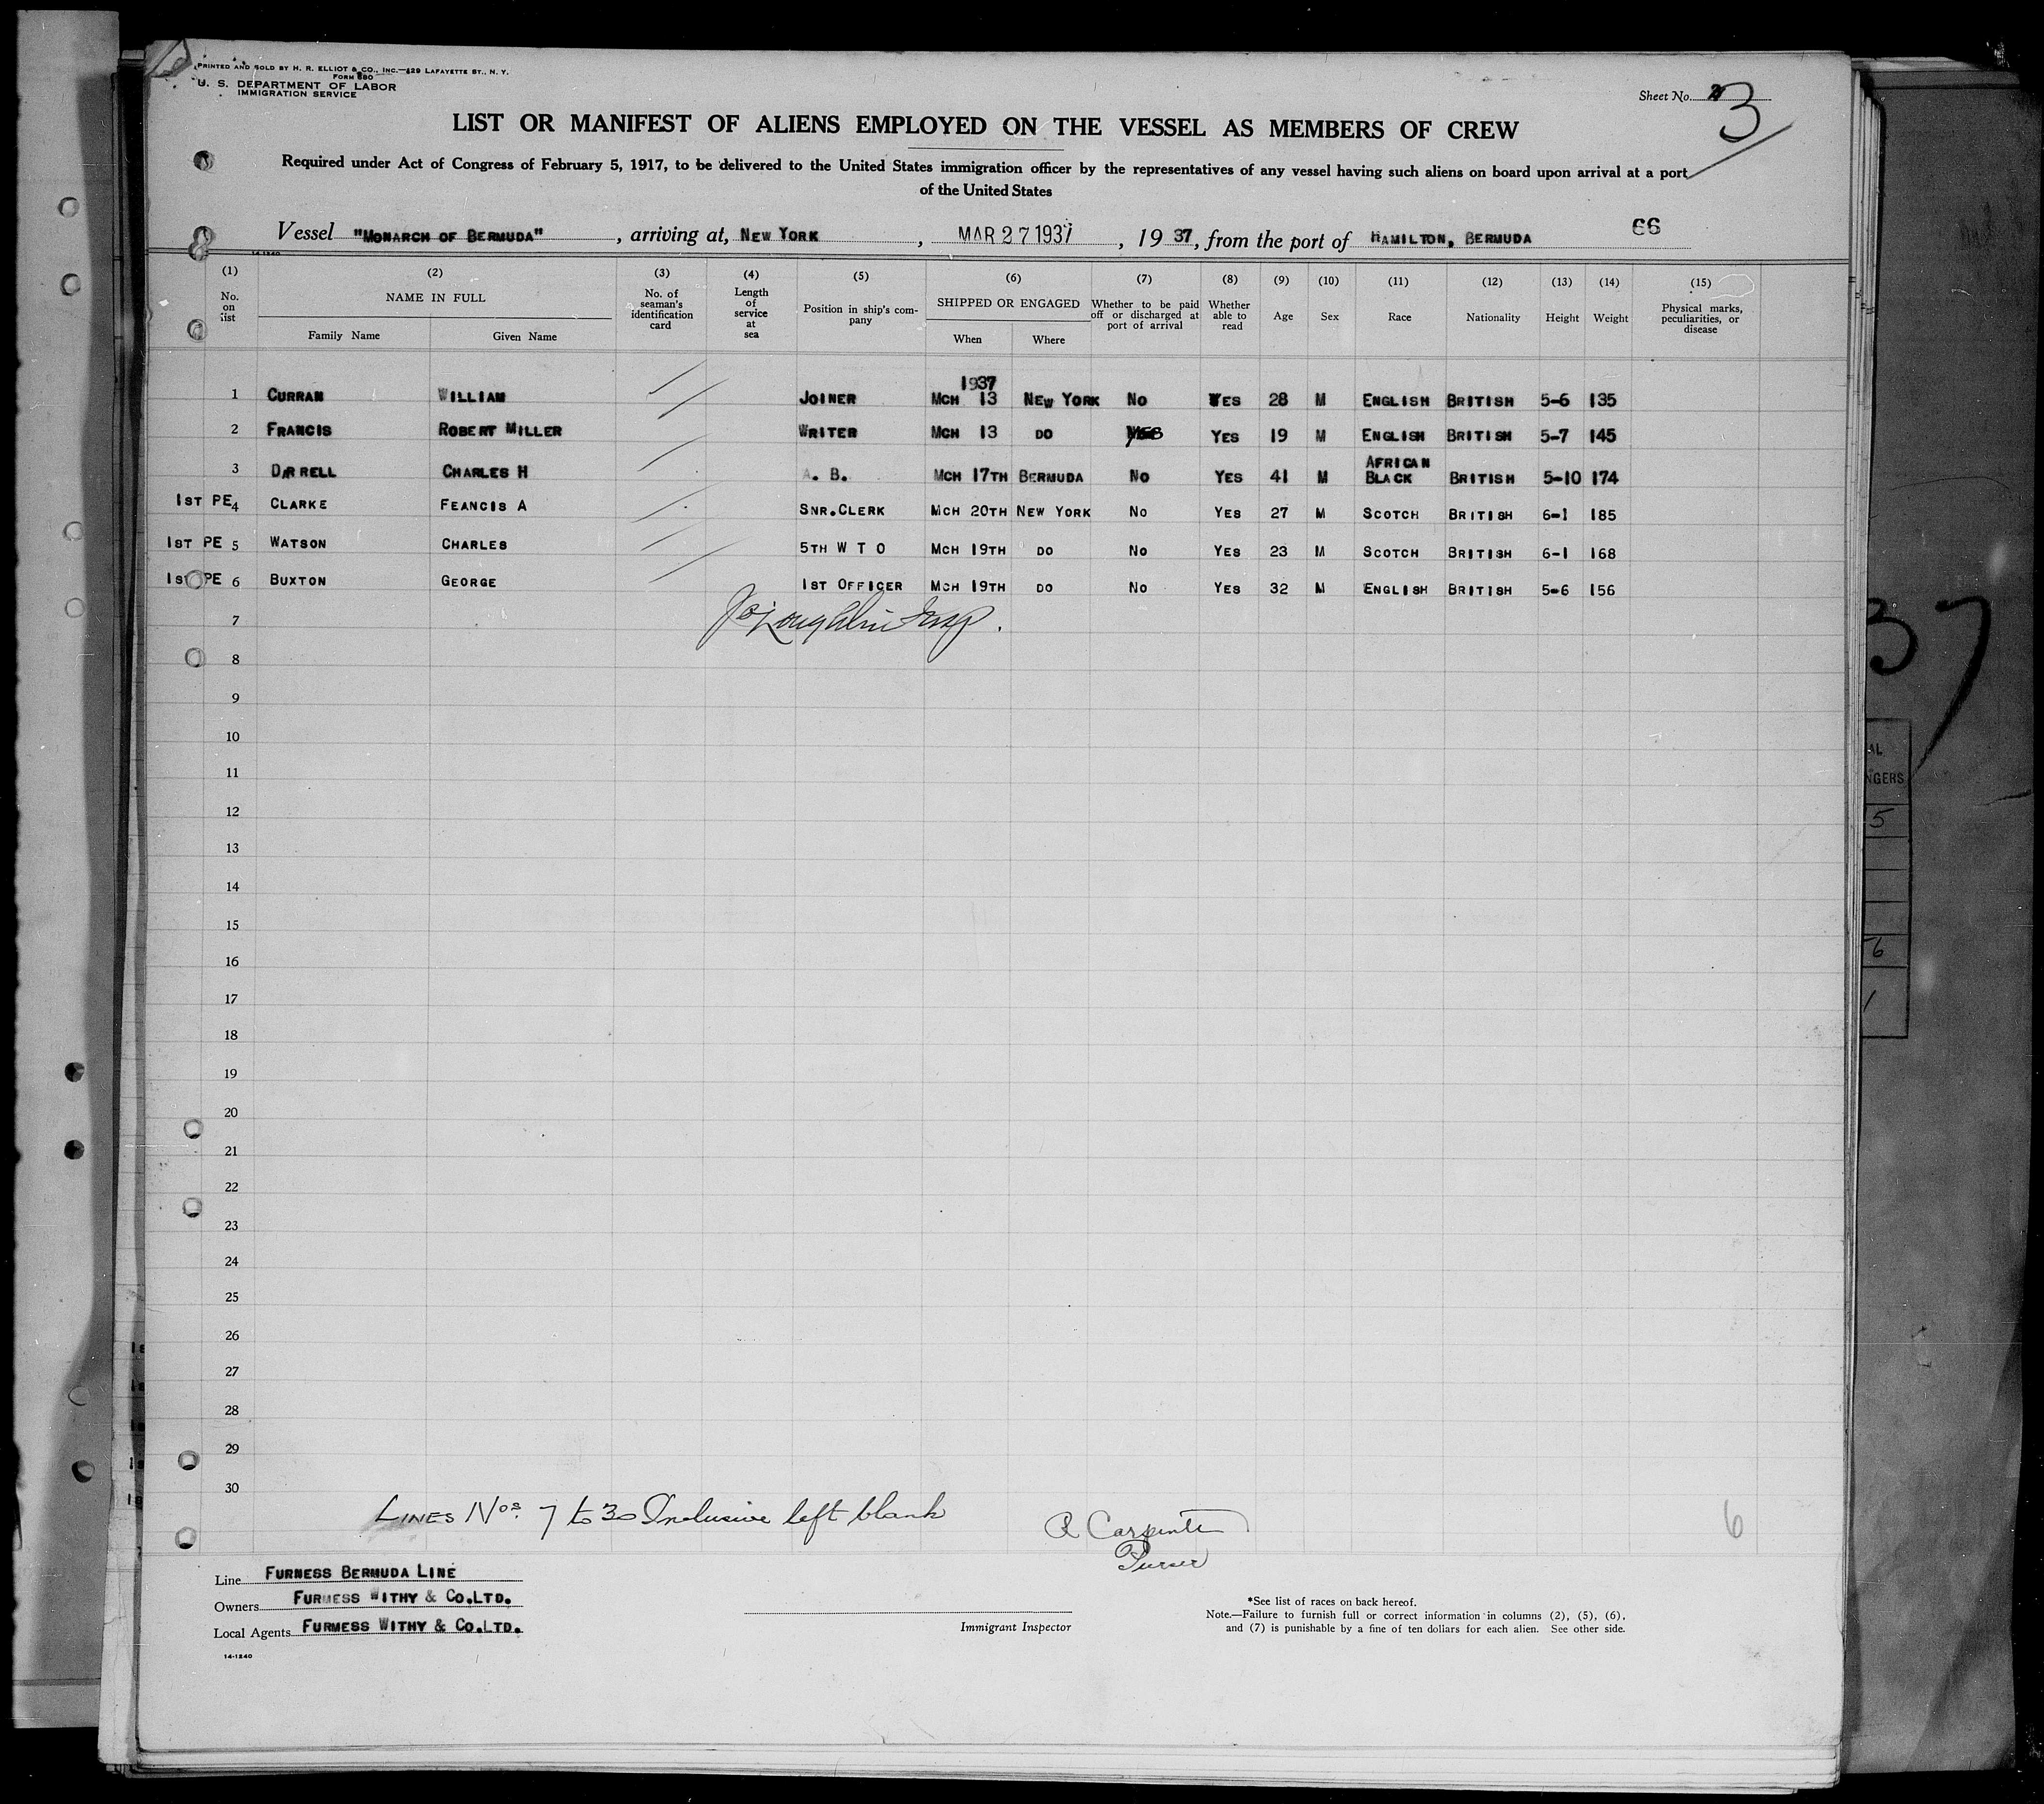 PRINTED AND SOLD BY H. R. ELLIOT & CO., INC.—129 LAFAYETTE ST., N. Y.
FORM 680
U. S. DEPARTMENT OF LABOR
IMMIGRATION SERVICE
Sheet No. 3
LIST OR MANIFEST OF ALIENS EMPLOYED ON THE VESSEL AS MEMBERS OF CREW
Required under Act of Congress of February 5, 1917, to be delivered to the United States immigration officer by the representatives of any vessel having such aliens on board upon arrival at a port
of the United States
Vessel "MONARCH OF BERMUDA", arriving at, NEW YORK, MAR 27 1937, 19 37, from the port of HAMILTON, BERMUDA 66
(1) (2) (3) (4) (5) (6) (7) (8) (9) (10) (11) (12) (13) (14) (15)
No. on list NAME IN FULL Family Name Given Name No. of seaman's identification card Length of service at sea Position in ship's company SHIPPED OR ENGAGED When Where Whether to be paid off or discharged at port of arrival Whether able to read Age Sex Race Nationality Height Weight Physical marks, peculiarities, or disease
1937
1 CURRAN WILLIAM JOINER MCH 13 NEW YORK NO YES 28 M ENGLISH BRITISH 5-6 135
2 FRANCIS ROBERT MILLER WRITER MCH 13 DO YES 19 M ENGLISH BRITISH 5-7 145
3 DARRELL CHARLES H A. B. MCH 17TH BERMUDA NO YES 41 M AFRICAN BLACK BRITISH 5-10 174
1ST PE 4 CLARKE FEANCIS A SNR.CLERK MCH 20TH NEW YORK NO YES 27 M SCOTCH BRITISH 6-1 185
1ST PE 5 WATSON CHARLES 5TH W T O MCH 19TH DO NO YES 23 M SCOTCH BRITISH 6-1 168
1ST PE 6 BUXTON GEORGE 1ST OFFICER MCH 19TH DO NO YES 32 M ENGLISH BRITISH 5-6 156
7
8
9
10
11
12
13
14
15
16
17
18
19
20
21
22
23
24
25
26
27
28
29
30
LINES Nos. 7 to 30 Inclusive left blank
R Carpenter
Purser
6
Line FURNESS BERMUDA LINE
Owners FURNESS WITHY & CO.LTD.
Local Agents FURNESS WITHY & CO.LTD.
14-1240
Immigrant Inspector
*See list of races on back hereof.
Note.—Failure to furnish full or correct information in columns (2), (5), (6),
and (7) is punishable by a fine of ten dollars for each alien. See other side.
37
AL
NGERS
5
6
1